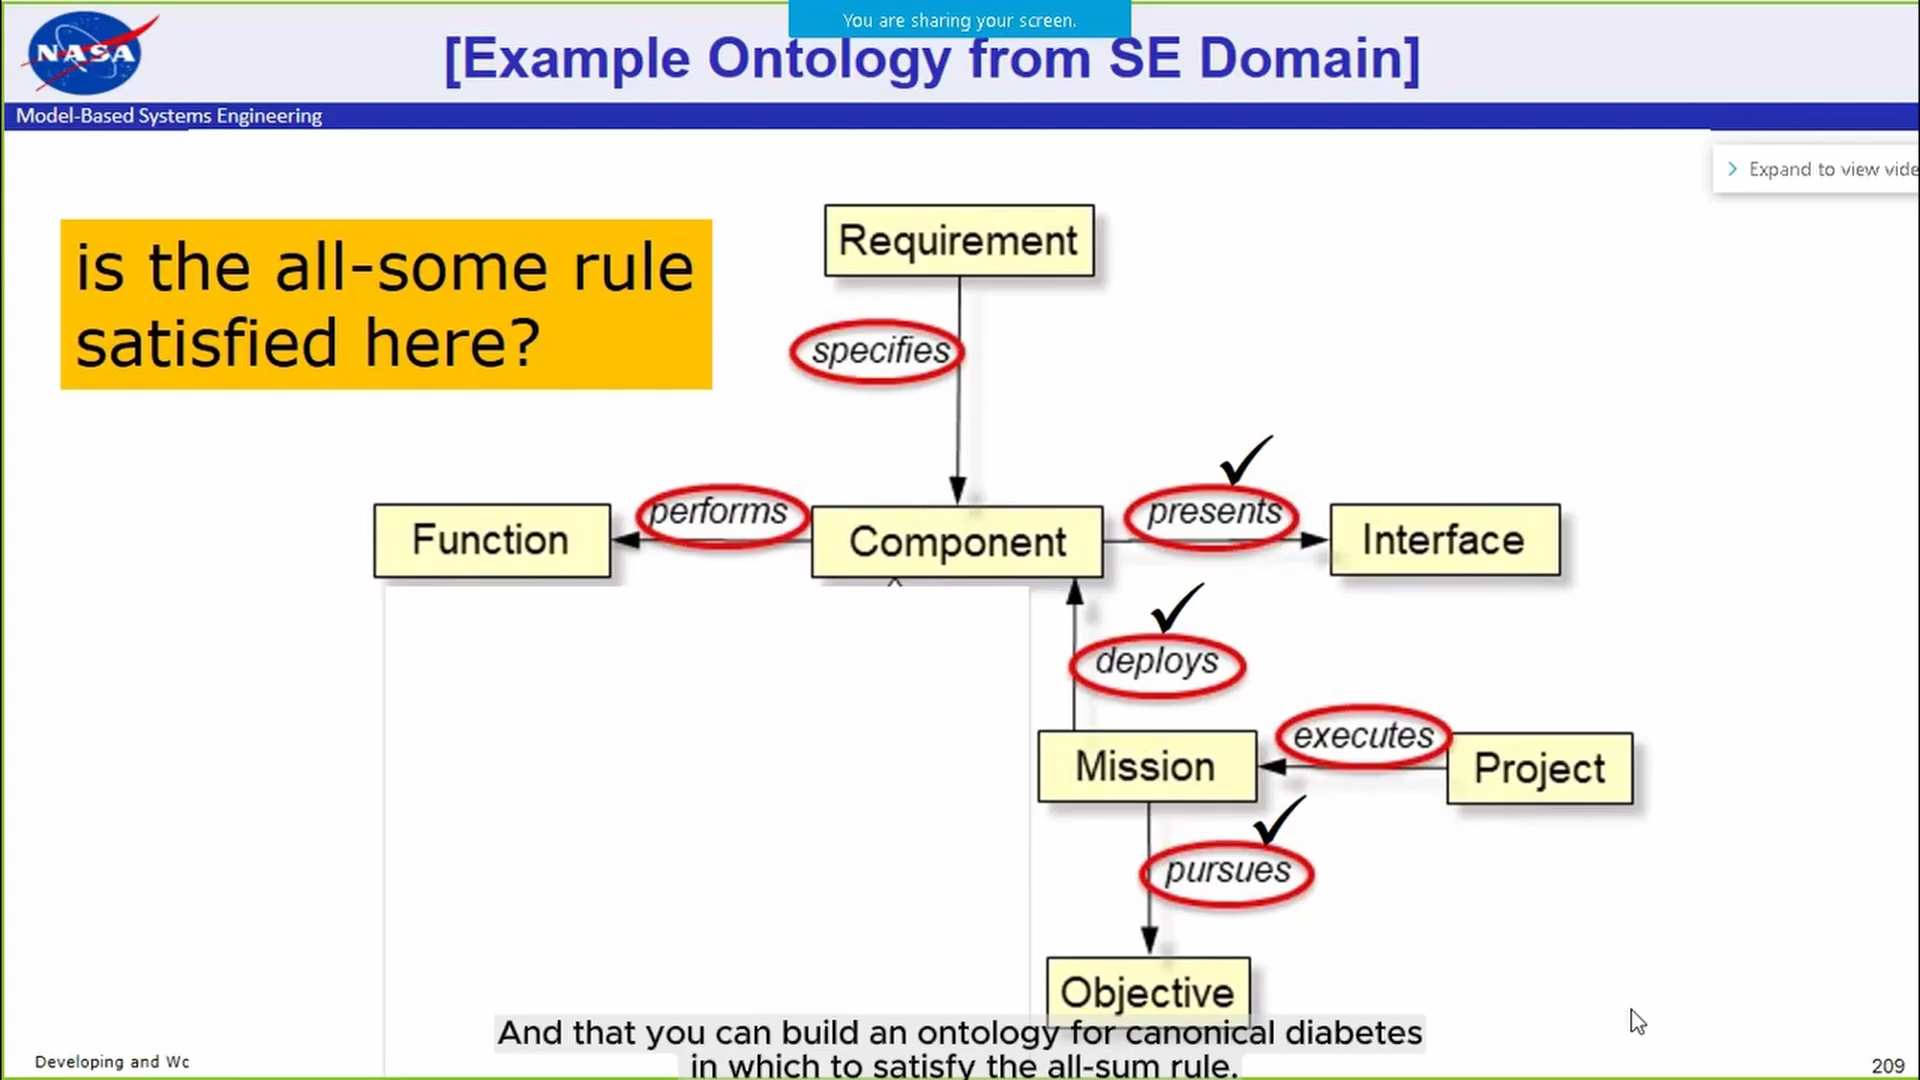 You are sharing your screen.
NASA
[Example Ontology from SE Domain]
Model-Based Systems Engineering
Expand to view vide
is the all-some rule
satisfied here?
Requirement
specifies
performs
presents
Function
Component
Interface
deploys
executes
Mission
Project
pursues
Objective
And that you can build an ontology for canonical diabetes
in which to satisfy the all-sum rule.
Developing and Wc
209